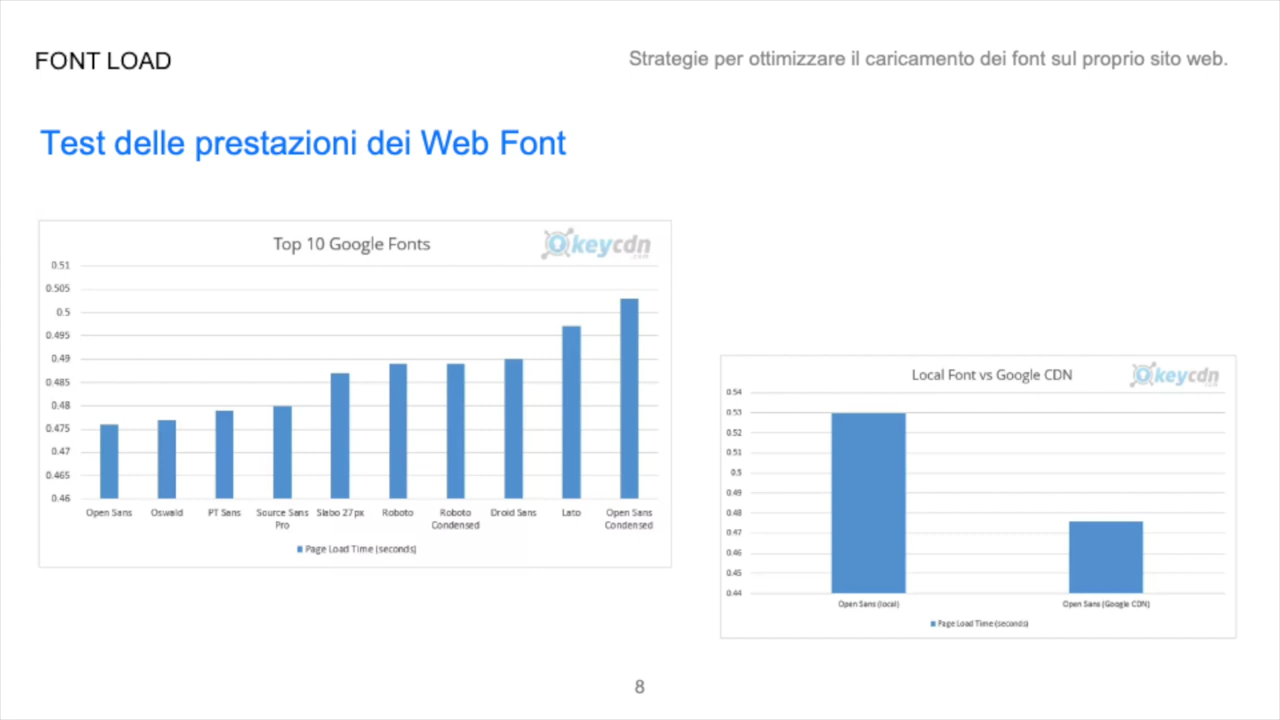 FONT LOAD
Strategie per ottimizzare il caricamento dei font sul proprio sito web.
Test delle prestazioni dei Web Font
Top 10 Google Fonts
keycdn
.com
0.51
0.505
0.5
0.495
0.49
0.485
0.48
0.475
0.47
0.465
0.46
Open Sans Oswald PT Sans Source Sans Slabo 27px Roboto Roboto Droid Sans Lato Open Sans
Pro Condensed Condensed
Page Load Time (seconds)
Local Font vs Google CDN
keycdn
.com
0.54
0.53
0.52
0.51
0.5
0.49
0.48
0.47
0.46
0.45
0.44
Open Sans (local) Open Sans (Google CDN)
Page Load Time (seconds)
8